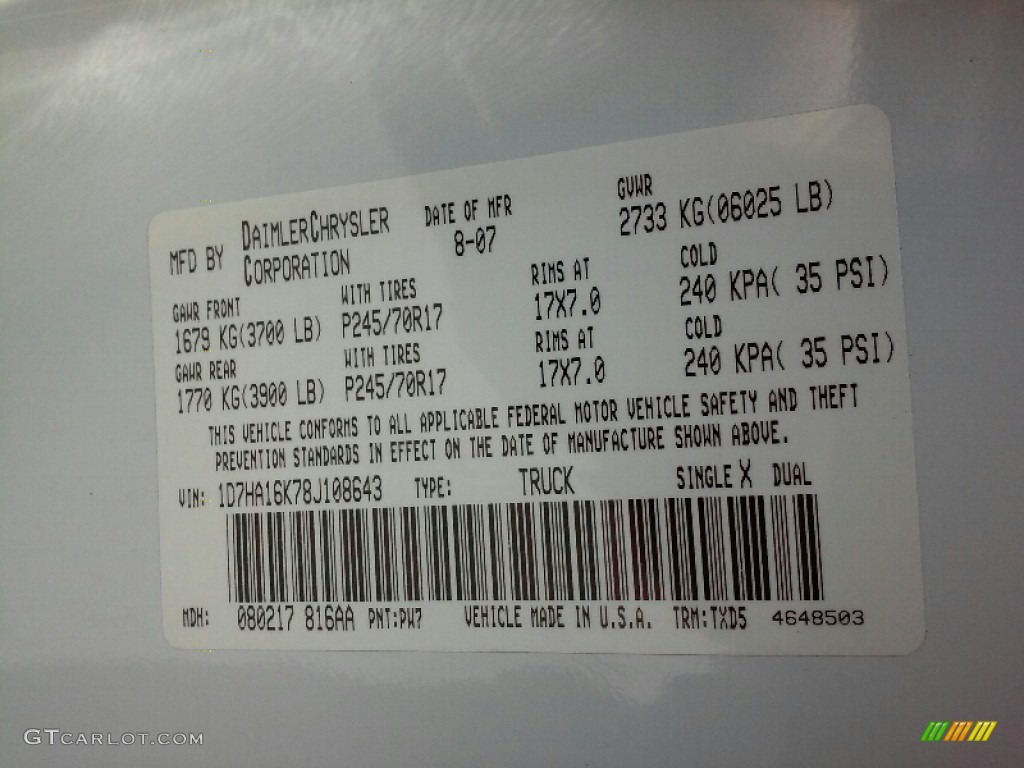 MFD BY DAIMLERCHRYSLER CORPORATION DATE OF MFR 8-07 GVWR 2733 KG(06025 LB)
GAWR FRONT WITH TIRES RIMS AT COLD
1679 KG(3700 LB) P245/70R17 17X7.0 240 KPA( 35 PSI)
GAWR REAR WITH TIRES RIMS AT COLD
1770 KG(3900 LB) P245/70R17 17X7.0 240 KPA( 35 PSI)
THIS VEHICLE CONFORMS TO ALL APPLICABLE FEDERAL MOTOR VEHICLE SAFETY AND THEFT
PREVENTION STANDARDS IN EFFECT ON THE DATE OF MANUFACTURE SHOWN ABOVE.
VIN: 1D7HA16K78J108643 TYPE: TRUCK SINGLE X DUAL
MDH: 080217 816AA PNT:PW7 VEHICLE MADE IN U.S.A. TRM:TXD5 4648503
GTCARLOT.COM